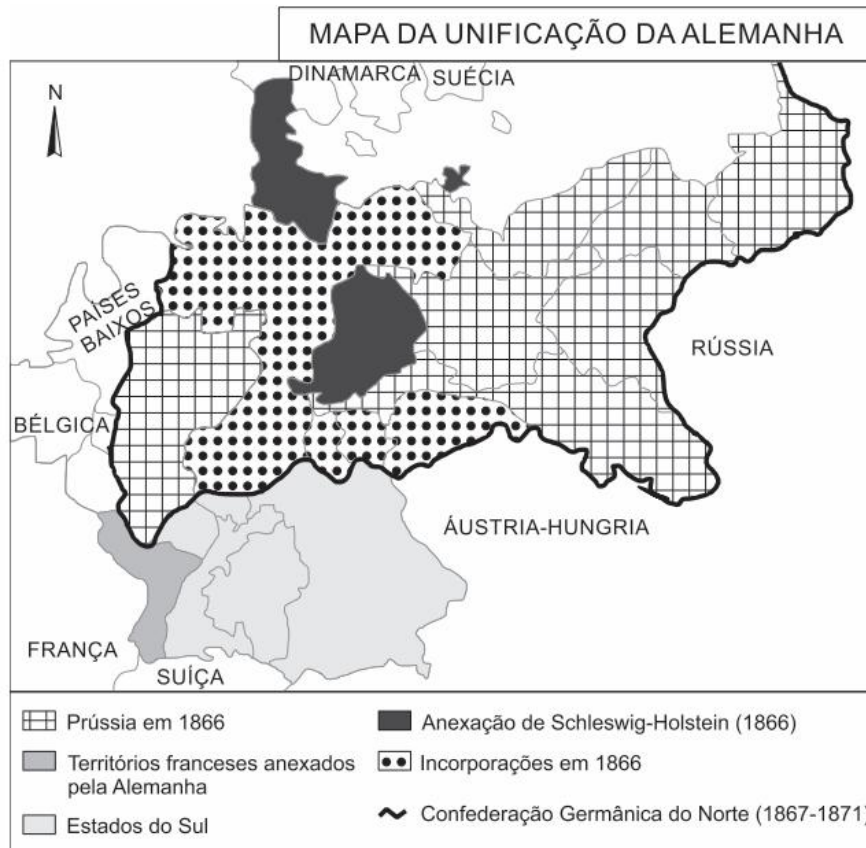 MAPA DA UNIFICAÇÃO DA ALEMANHA
DINAMARCA
SUÉCIA
N
PAÍSES
BAIXOS
RÚSSIA
BÉLGICA
ÁUSTRIA-HUNGRIA
FRANÇA
SUÍÇA
Prússia em 1866
Anexação de Schleswig-Holstein (1866)
Territórios franceses anexados
pela Alemanha
Incorporações em 1866
Estados do Sul
Confederação Germânica do Norte (1867-1871)